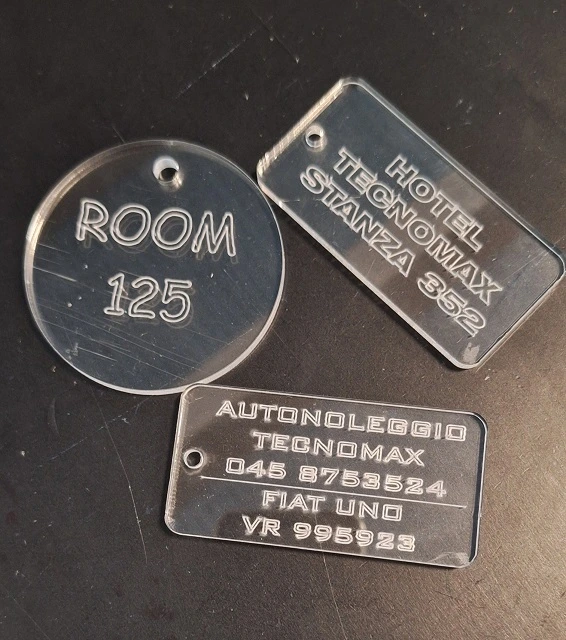 ROOM
125
HOTEL
TECNOMAX
STANZA 352
AUTONOLEGGIO
TECNOMAX
045 8753524
FIAT UNO
VR 995923